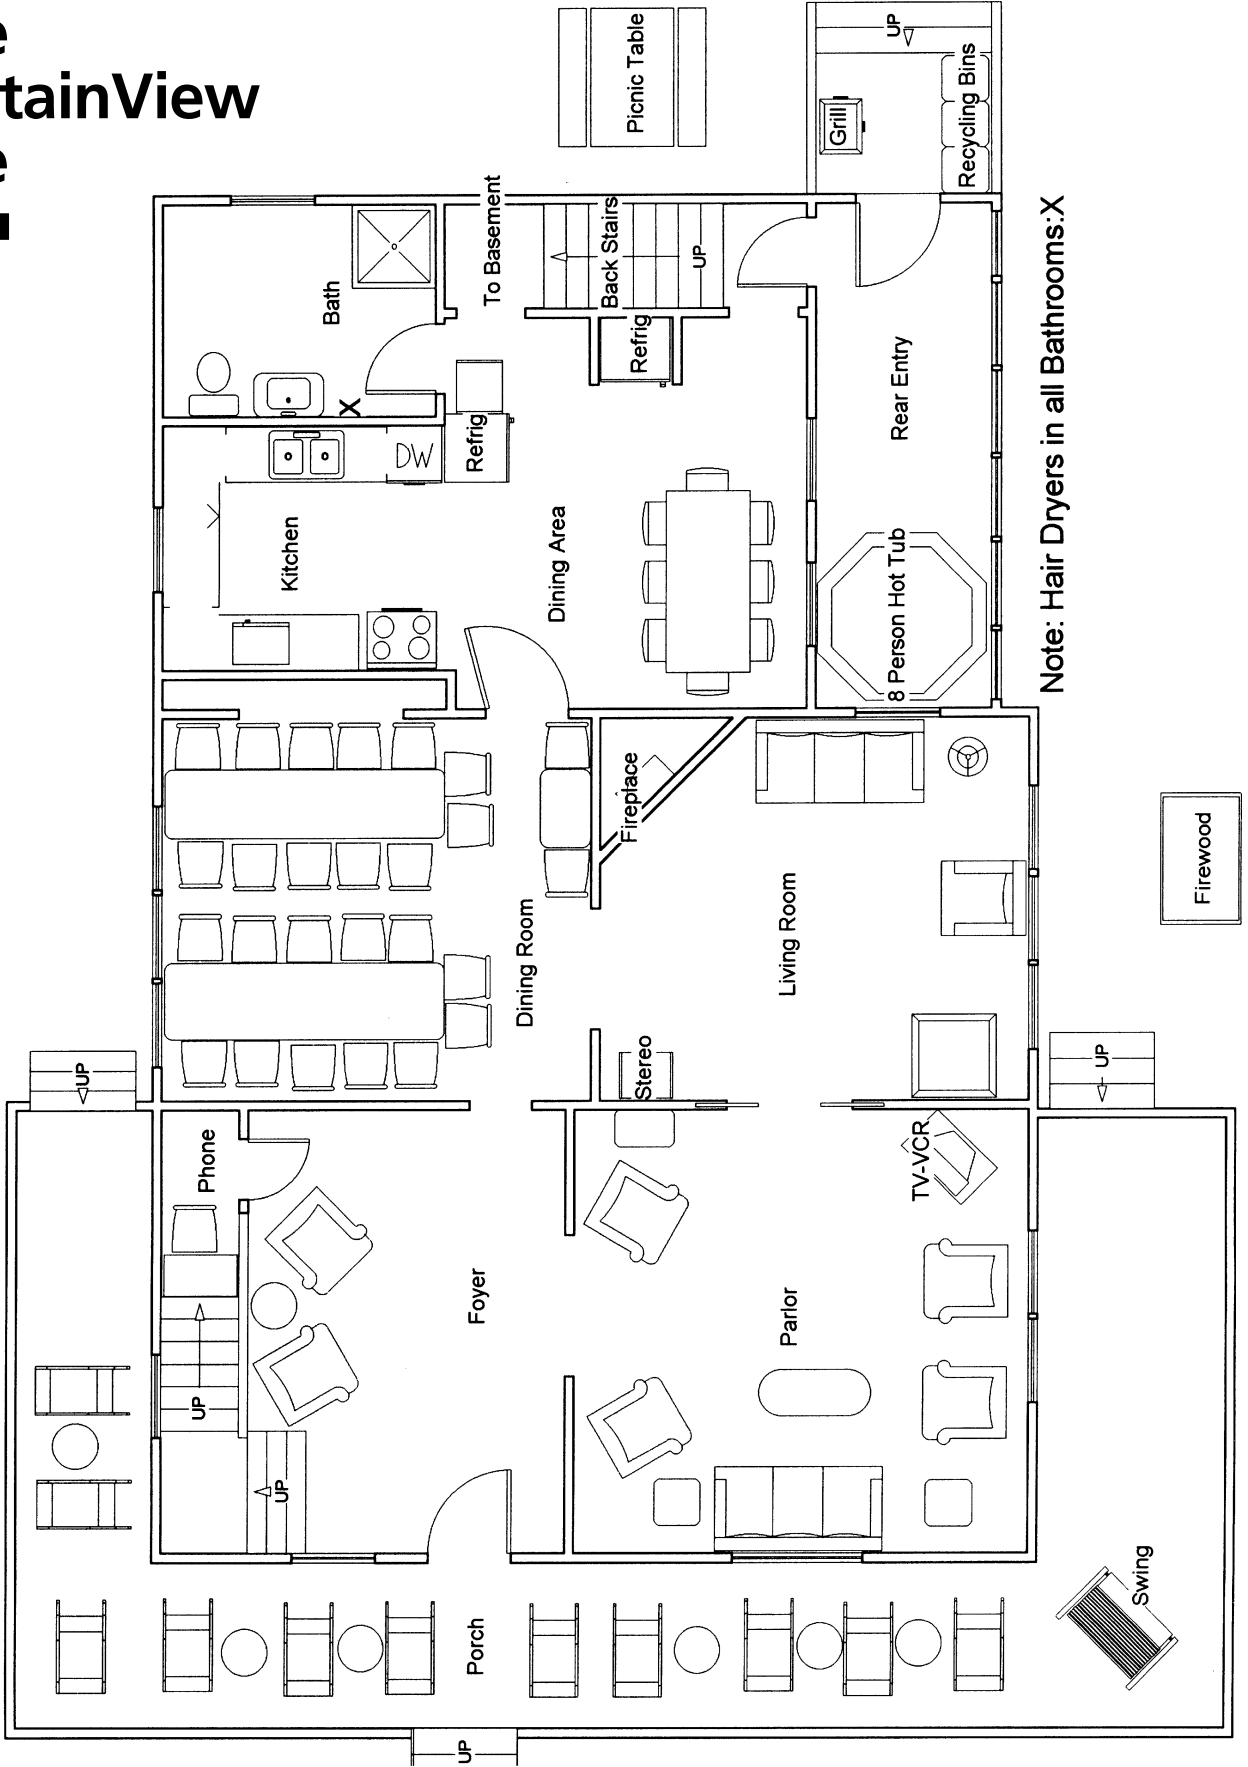 e
tainView
e
Picnic Table
UP
Grill
Recycling Bins
To Basement
Back Stairs
UP
Bath
Refrig
X
DW
Refrig
Rear Entry
Kitchen
Dining Area
8 Person Hot Tub
Note: Hair Dryers in all Bathrooms:X
Fireplace
Firewood
Living Room
Dining Room
UP
Stereo
UP
Phone
TV-VCR
Foyer
Parlor
UP
UP
Swing
Porch
UP